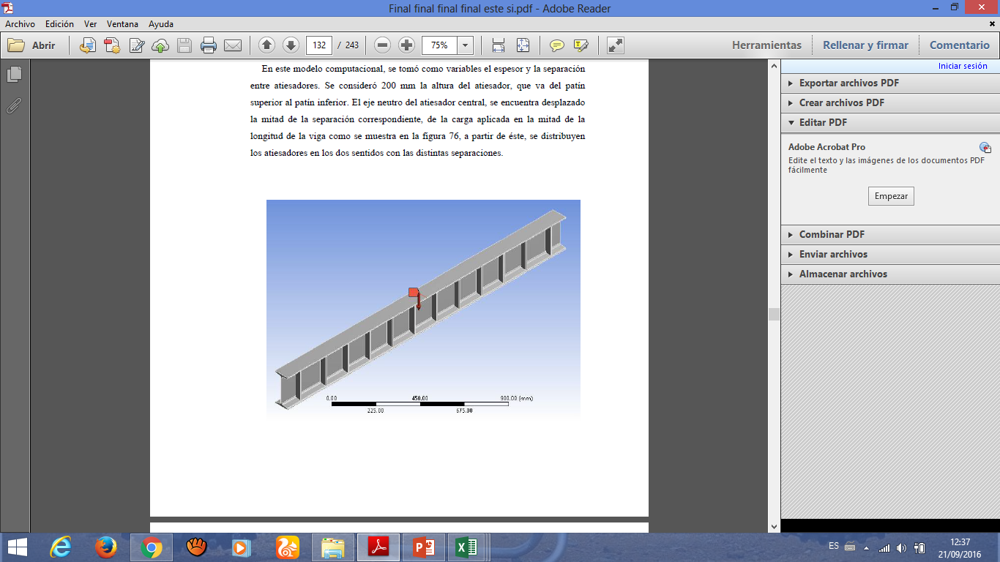 Final final final final este si.pdf - Adobe Reader
Archivo Edición Ver Ventana Ayuda
Abrir 132 / 243 75% Herramientas Rellenar y firmar Comentario
Iniciar sesión
Exportar archivos PDF
Crear archivos PDF
Editar PDF
Adobe Acrobat Pro
Edite el texto y las imágenes de los documentos PDF
fácilmente
Empezar
Combinar PDF
Enviar archivos
Almacenar archivos
En este modelo computacional, se tomó como variables el espesor y la separación
entre atiesadores. Se consideró 200 mm la altura del atiesador, que va del patín
superior al patín inferior. El eje neutro del atiesador central, se encuentra desplazado
la mitad de la separación correspondiente, de la carga aplicada en la mitad de la
longitud de la viga como se muestra en la figura 76, a partir de éste, se distribuyen
los atiesadores en los dos sentidos con las distintas separaciones.
0.00 450.00 900.00 (mm)
225.00 675.00
ES 12:37
21/09/2016